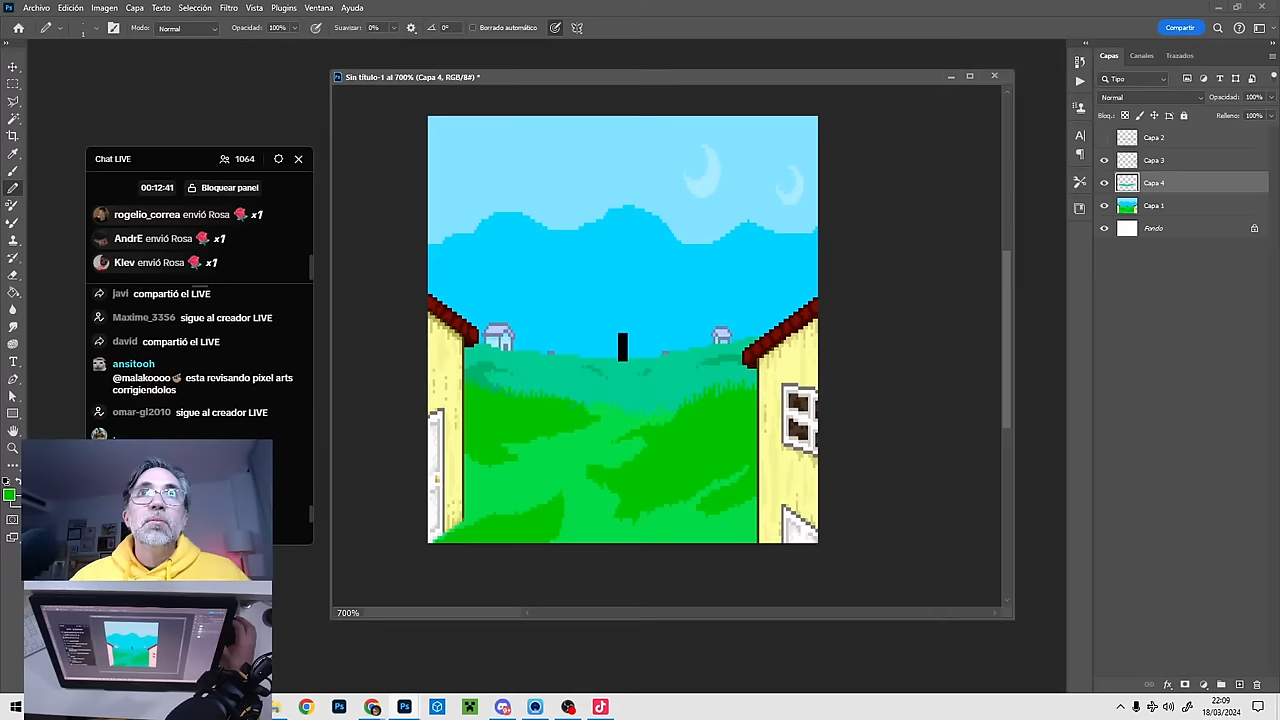 Archivo Edición Imagen Capa Texto Selección Filtro Vista Plugins Ventana Ayuda
1 Modo: Normal Opacidad: 100% Suavizar: 0% 0° Borrado automático Compartir
Sin título-1 al 700% (Capa 4, RGB/8#) *
Capas Canales Trazados
Tipo
Normal Opacidad: 100%
Bloq.: Relleno: 100%
Capa 2
Capa 3
Capa 4
Capa 1
Fondo
Chat LIVE 1064
00:12:41 Bloquear panel
rogelio_correa envió Rosa x1
AndrE envió Rosa x1
Klev envió Rosa x1
javi compartió el LIVE
Maxime_3356 sigue al creador LIVE
david compartió el LIVE
ansitooh
@malakoooo esta revisando pixel arts
corrigiendolos
omar-gl2010 sigue al creador LIVE
700%
22:09
18/03/2024